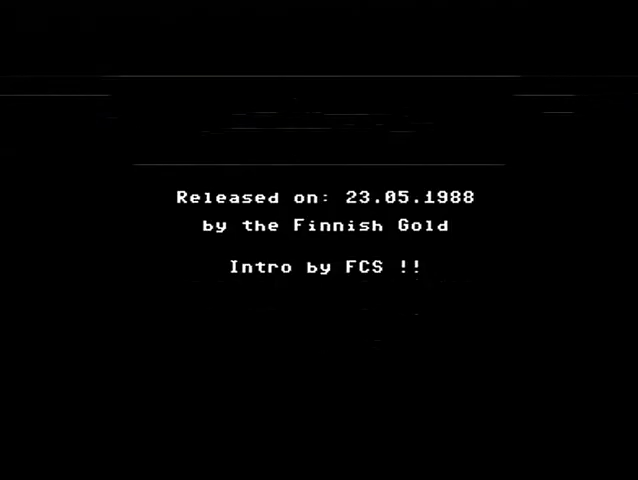 Released on: 23.05.1988
by the Finnish Gold
Intro by FCS !!